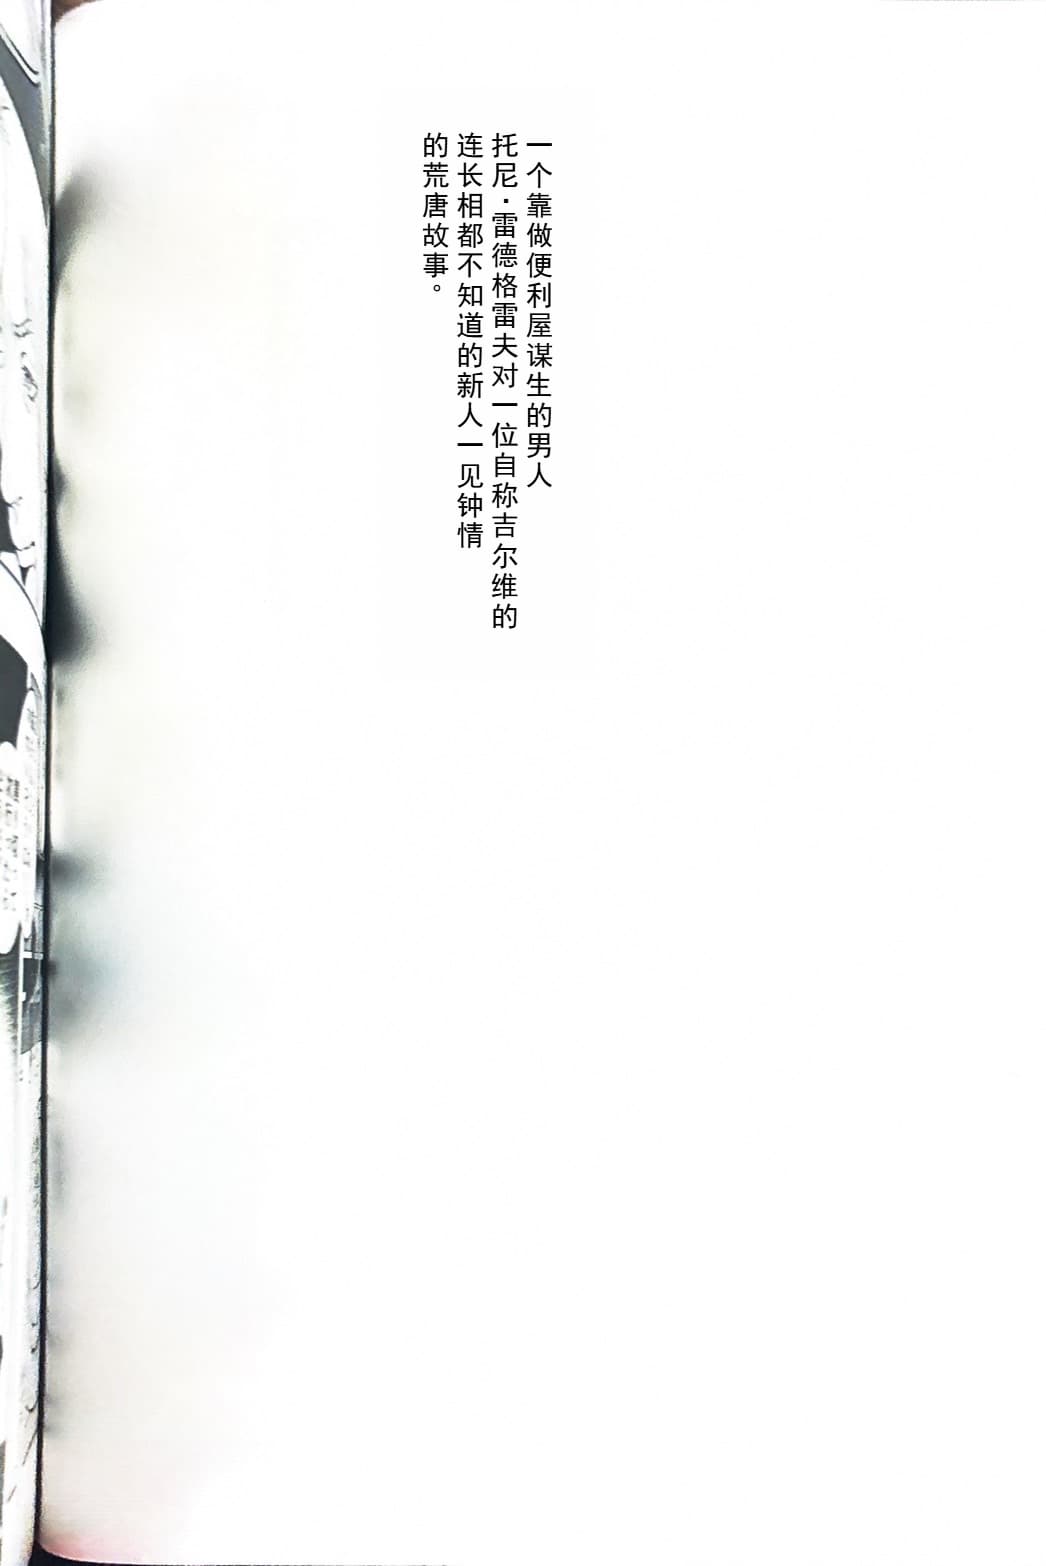 一个靠做便利屋谋生的男人
托尼·雷德格雷夫对一位自称吉尔维的
连长相都不知道的新人一见钟情
的荒唐故事。